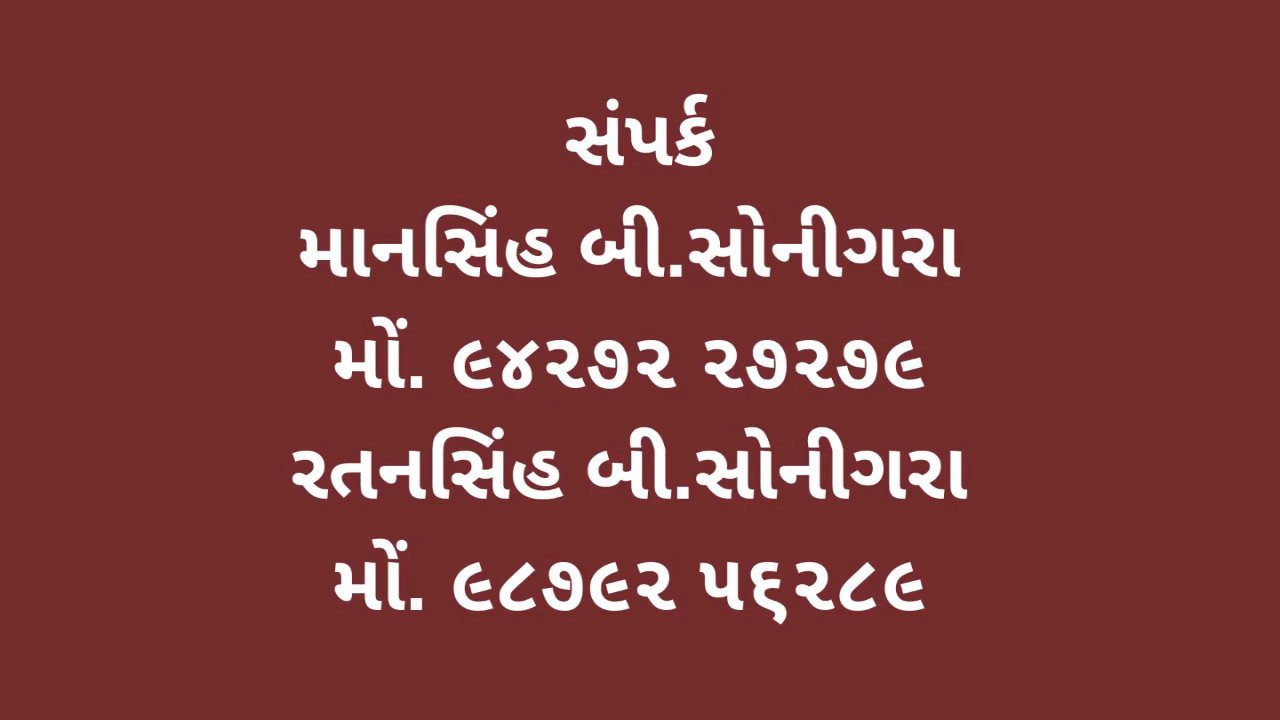 સંપર્ક
માનસિંહ બી.સોનીગરા
મોં. ૯૪૨૭૨ ૨૭૨૭૯
રતનસિંહ બી.સોનીગરા
મોં. ૯૮૭૯૨ ૫૬૨૮૯